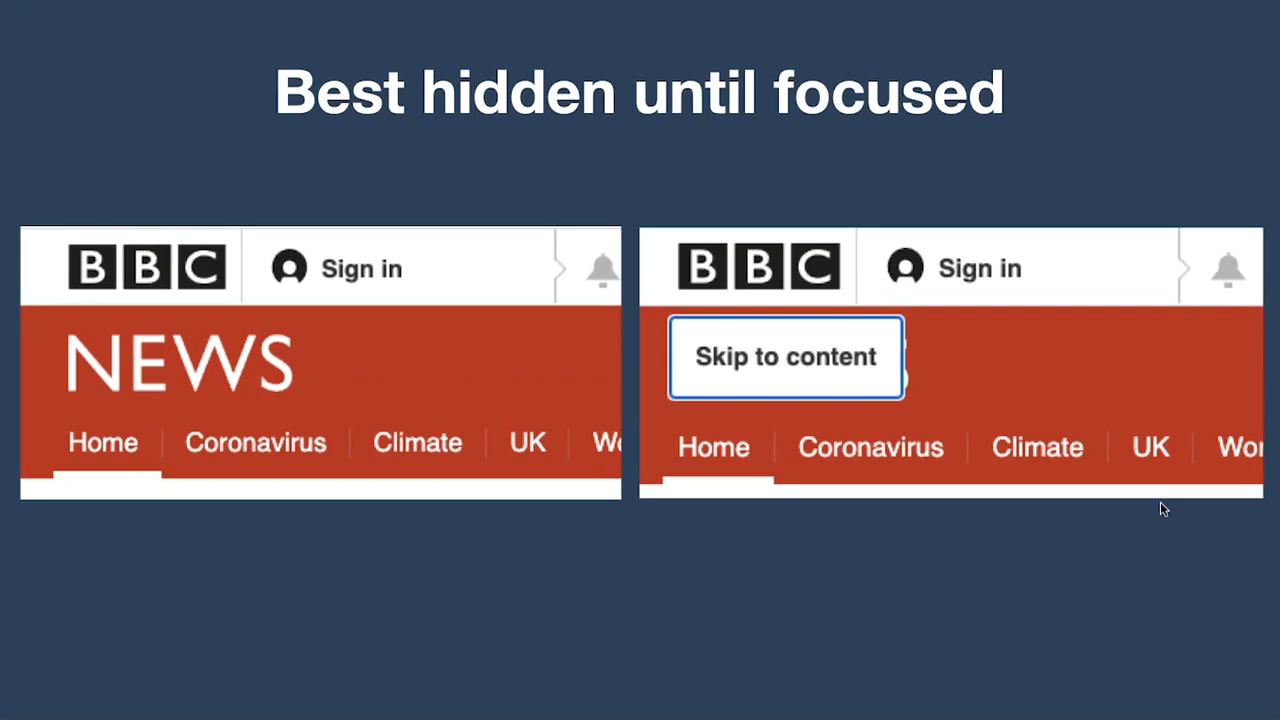 Best hidden until focused
BBC Sign in
NEWS
Home Coronavirus Climate UK
BBC Sign in
Skip to content
Home Coronavirus Climate UK